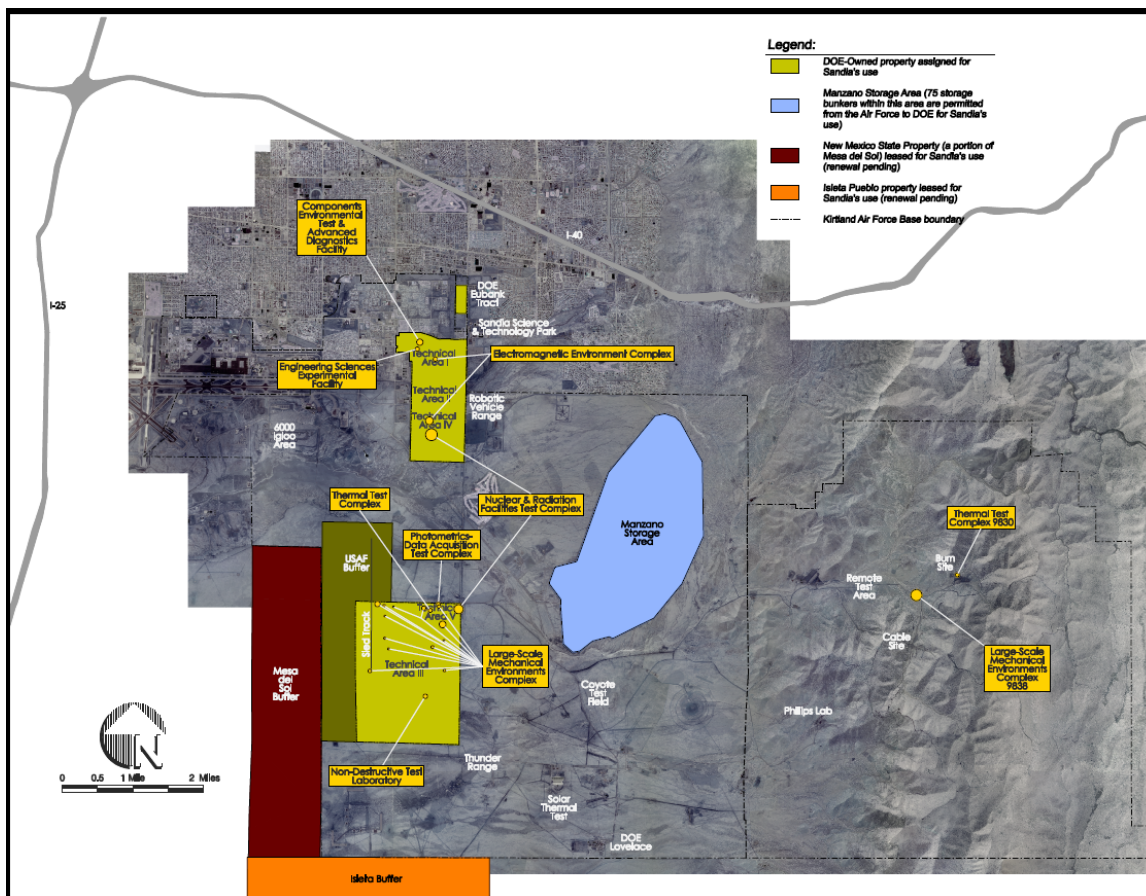 Legend:
DOE-Owned property assigned for
Sandia's use
Manzano Storage Area (75 storage
bunkers within this area are permitted
from the Air Force to DOE for Sandia's
use)
New Mexico State Property (a portion of
Mesa del Sol) leased for Sandia's use
(renewal pending)
Isleta Pueblo property leased for
Sandia's use (renewal pending)
Kirtland Air Force Base boundary
Components
Environmental
Test &
Advanced
Diagnostics
Facility
I-40
I-25
DOE
Eubank
Tract
Sandia Science
& Technology Park
Technical
Area I
Electromagnetic Environment Complex
Engineering Sciences
Experimental
Facility
Technical
Area II
Robotic
Vehicle
Range
Technical
Area IV
6000
Igloo
Area
Thermal Test
Complex
Nuclear & Radiation
Facilities Test Complex
Manzano
Storage
Area
Thermal Test
Complex 9830
Photometrics-
Data Acquisition
Test Complex
USAF
Buffer
Burn
Site
Remote
Test
Area
Technical
Area V
Sled Track
Cable
Site
Large-Scale
Mechanical
Environments
Complex
Large-Scale
Mechanical
Environments
Complex
9838
Technical
Area III
Mesa
del
Sol
Buffer
Coyote
Test
Field
Phillips Lab
N
0 0.5 1 Mile 2 Miles
Non-Destructive Test
Laboratory
Thunder
Range
Solar
Thermal
Test
DOE
Lovelace
Isleta Buffer